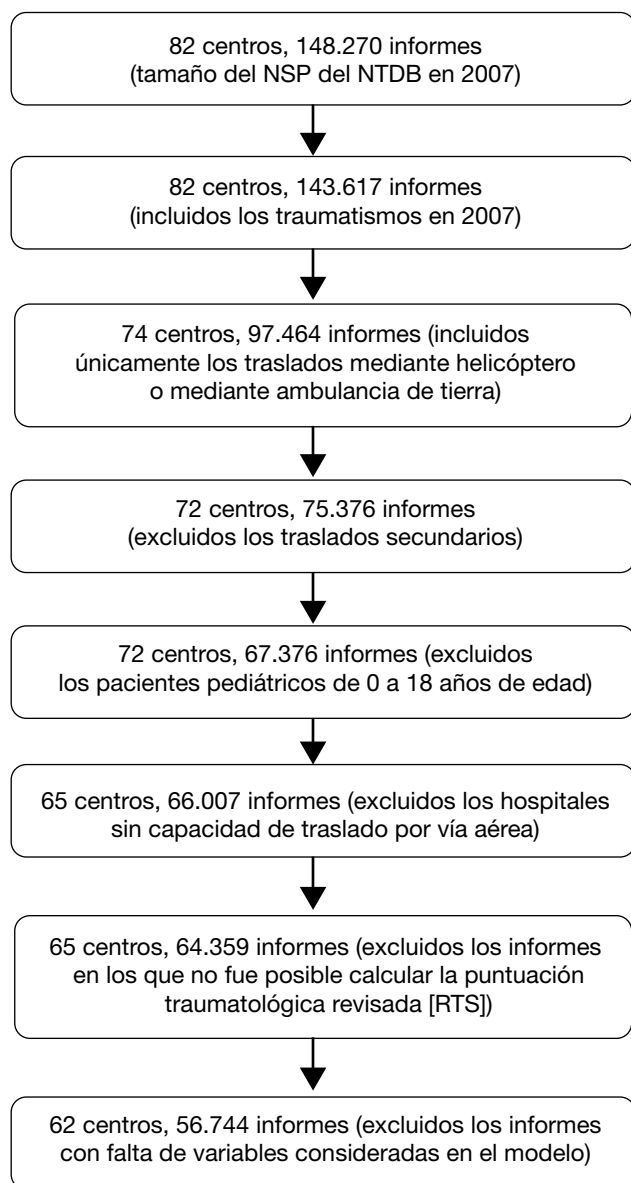 82 centros, 148.270 informes
(tamaño del NSP del NTDB en 2007)
82 centros, 143.617 informes
(incluidos los traumatismos en 2007)
74 centros, 97.464 informes (incluidos
únicamente los traslados mediante helicóptero
o mediante ambulancia de tierra)
72 centros, 75.376 informes
(excluidos los traslados secundarios)
72 centros, 67.376 informes (excluidos
los pacientes pediátricos de 0 a 18 años de edad)
65 centros, 66.007 informes (excluidos los hospitales
sin capacidad de traslado por vía aérea)
65 centros, 64.359 informes (excluidos los informes
en los que no fue posible calcular la puntuación
traumatológica revisada [RTS])
62 centros, 56.744 informes (excluidos los informes
con falta de variables consideradas en el modelo)